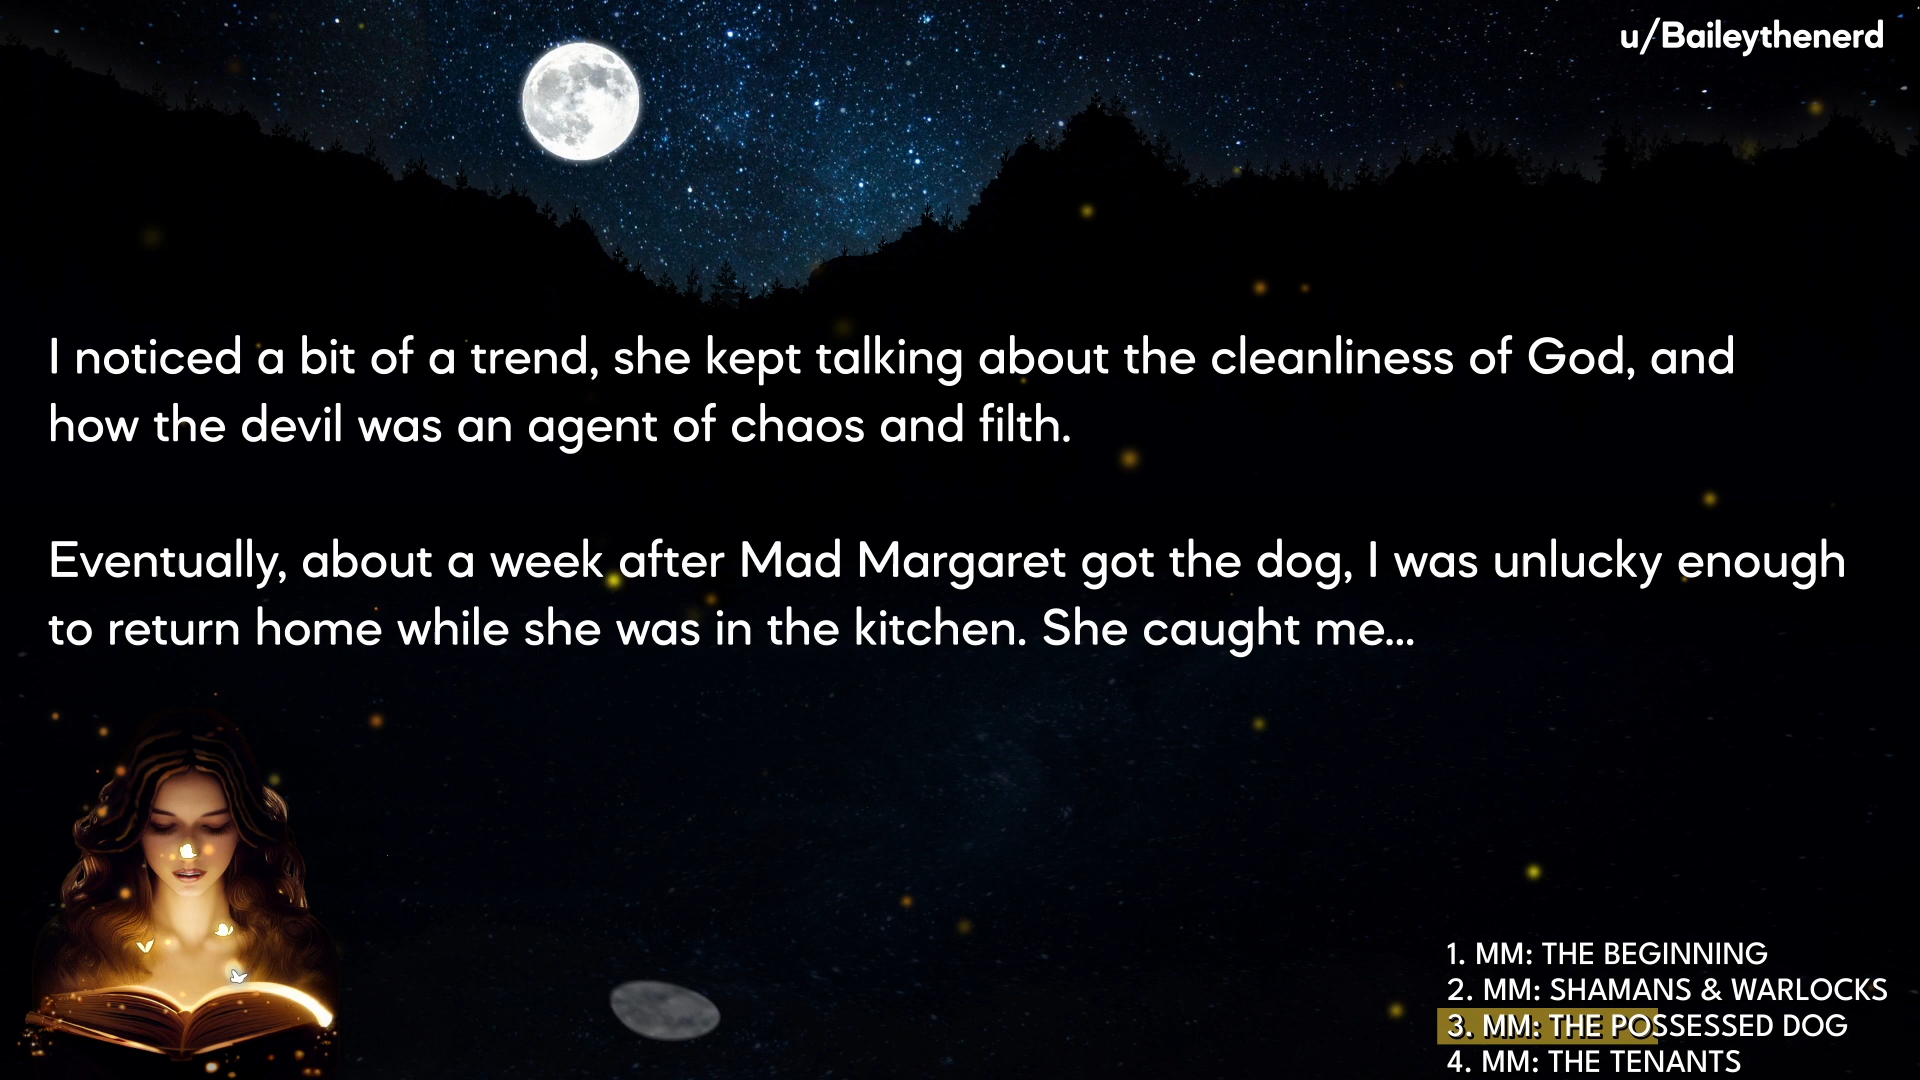 u/Baileythenerd
I noticed a bit of a trend, she kept talking about the cleanliness of God, and
how the devil was an agent of chaos and filth.
Eventually, about a week after Mad Margaret got the dog, I was unlucky enough
to return home while she was in the kitchen. She caught me...
1. MM: THE BEGINNING
2. MM: SHAMANS & WARLOCKS
3. MM: THE POSSESSED DOG
4. MM: THE TENANTS